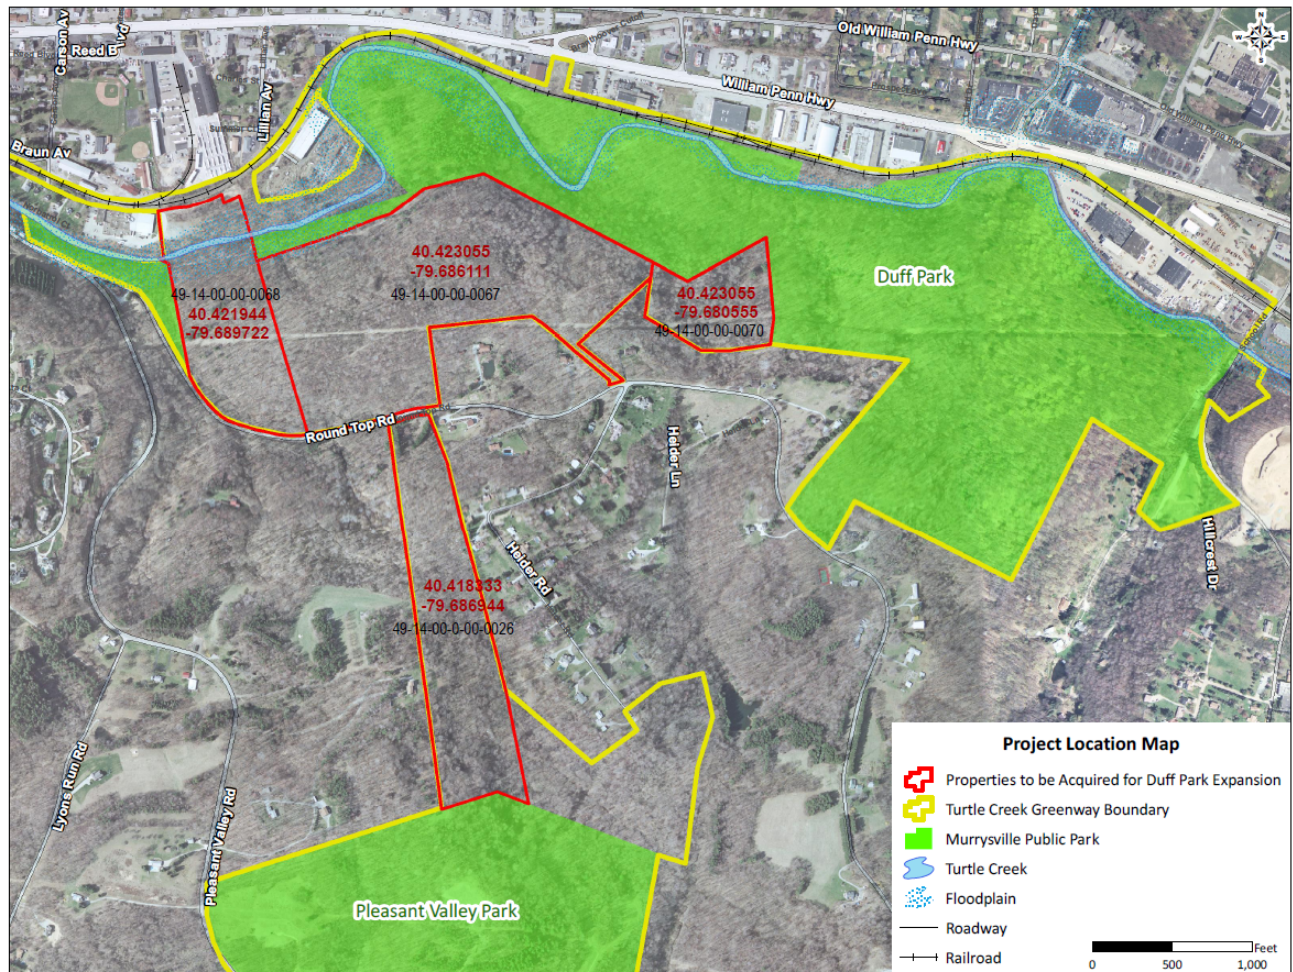 Carson Av
Reed B
Rd
Old William Penn Hwy
William Penn Hwy
Lillian Av
Braun Av
N
W
E
S
40.423055
-79.686111
49-14-00-00-0067
49-14-00-00-0068
40.421944
-79.689722
40.423055
-79.680555
49-14-00-00-0070
Duff Park
Round Top Rd
Heider Ln
Heider Rd
Hillcrest Dr
40.418333
-79.686944
49-14-00-0-00-0026
Lyons Run Rd
Pleasant Valley Rd
Pleasant Valley Park
Project Location Map
Properties to be Acquired for Duff Park Expansion
Turtle Creek Greenway Boundary
Murrysville Public Park
Turtle Creek
Floodplain
Roadway
Railroad
Feet
0 500 1,000